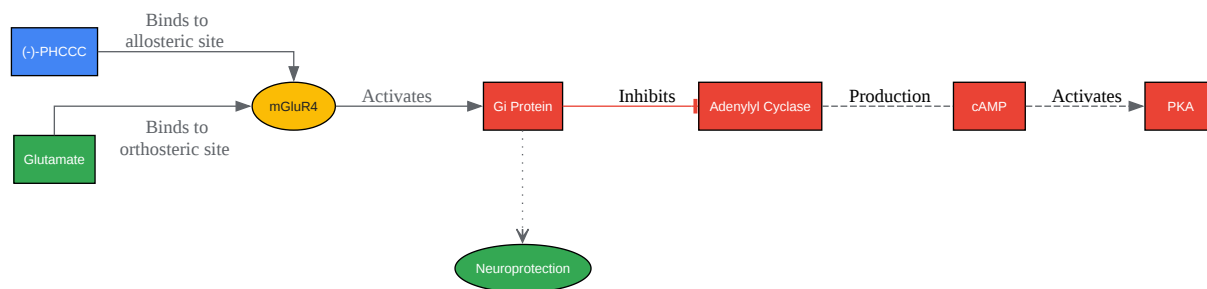 Binds to
allosteric site
(-)-PHCCC
mGluR4
Activates
Gi Protein
Inhibits
Adenylyl Cyclase
Production
cAMP
Activates
PKA
Binds to
orthosteric site
Glutamate
Neuroprotection